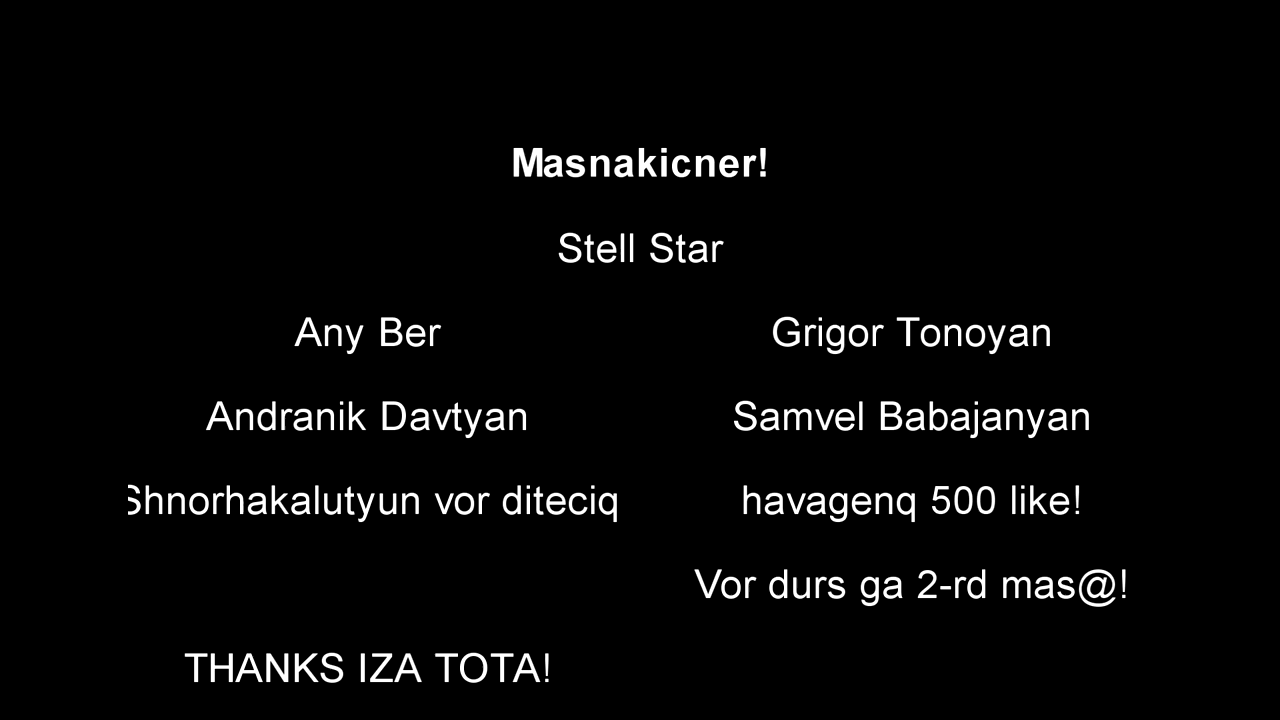 Masnakicner!
Stell Star
Any Ber
Grigor Tonoyan
Andranik Davtyan
Samvel Babajanyan
Shnorhakalutyun vor diteciq
havagenq 500 like!
Vor durs ga 2-rd mas@!
THANKS IZA TOTA!